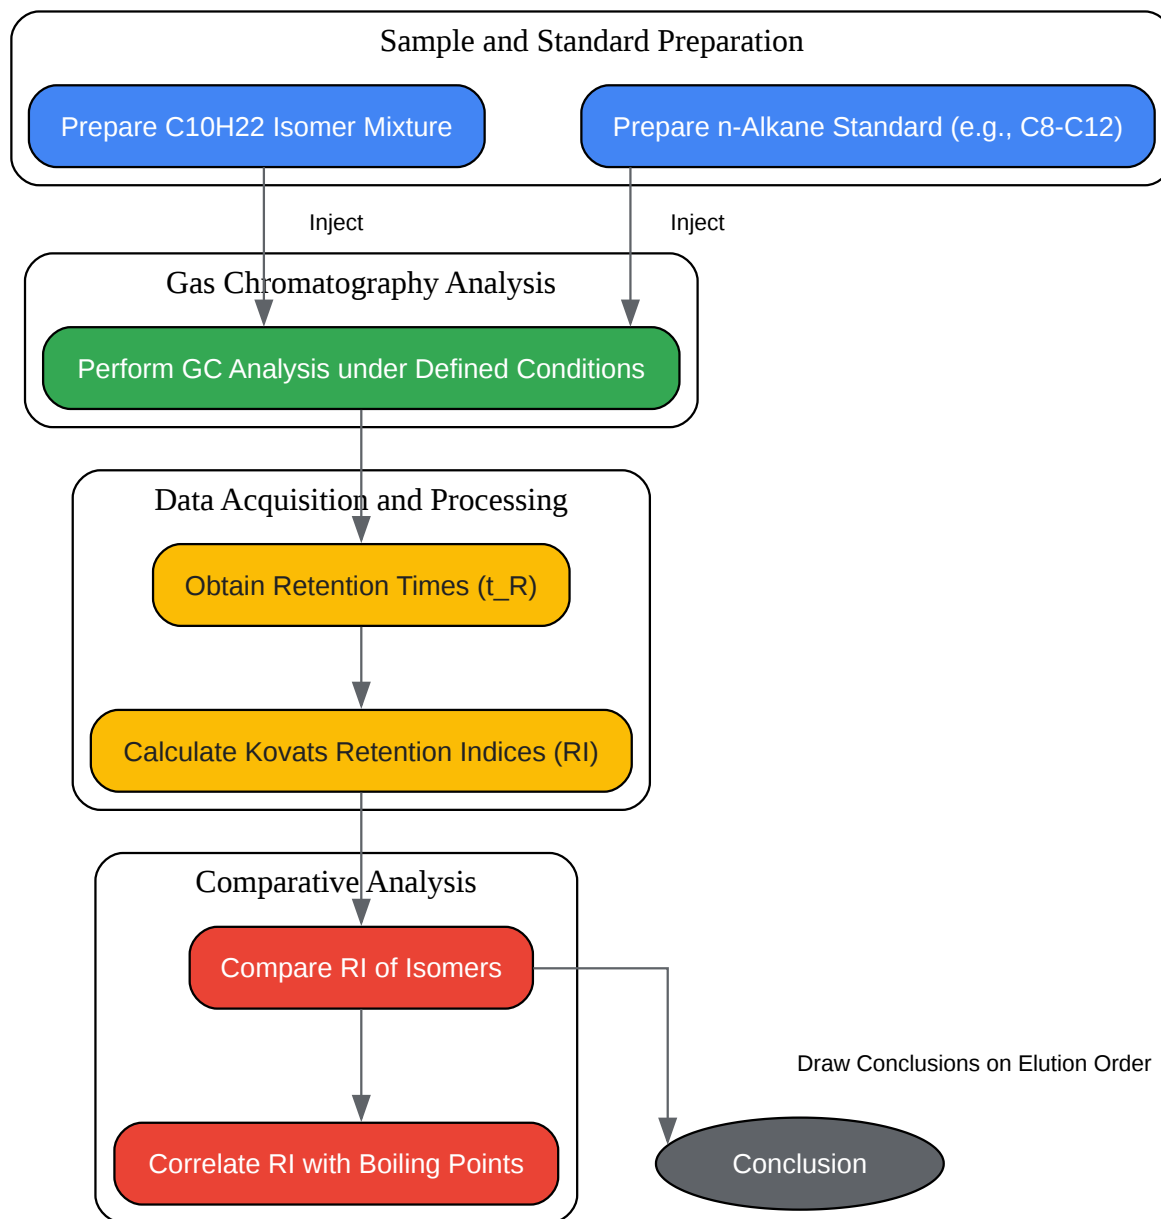 Sample and Standard Preparation
Prepare C10H22 Isomer Mixture
Prepare n-Alkane Standard (e.g., C8-C12)
Inject
Inject
Gas Chromatography Analysis
Perform GC Analysis under Defined Conditions
Data Acquisition and Processing
Obtain Retention Times (t_R)
Calculate Kovats Retention Indices (RI)
Comparative Analysis
Compare RI of Isomers
Draw Conclusions on Elution Order
Correlate RI with Boiling Points
Conclusion